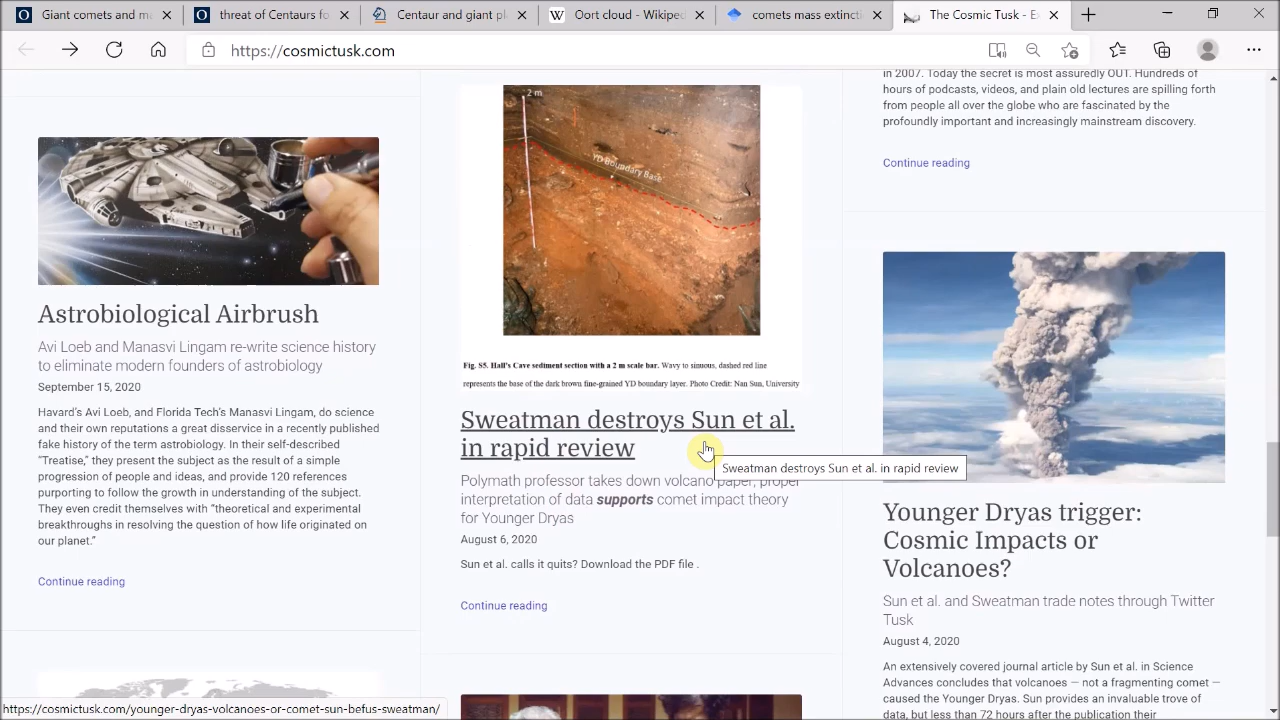 The Cosmic Tusk - E
comets mass extincti
Oort cloud - Wikipe
Centaur and giant pl
https://cosmictusk.com
in 2007. Today the secret is most assuredly OUT. Hundreds of
hours of podcasts, videos, and plain old lectures are spilling forth
from people all over the globe who are fascinated by the
profoundly important and increasingly mainstream discovery.
Continue reading
2 m
YD Boundary Base
Fig. S5. Hall's Cave sediment section with a 2 m scale bar. Wavy to sinuous, dashed red line
represents the base of the dark brown fine-grained YD boundary layer. Photo Credit: Nan Sun, University
Astrobiological Airbrush
Avi Loeb and Manasvi Lingam re-write science history
to eliminate modern founders of astrobiology
September 15, 2020
Havard's Avi Loeb, and Florida Tech's Manasvi Lingam, do science
and their own reputations a great disservice in a recently published
fake history of the term astrobiology. In their self-described
"Treatise," they present the subject as the result of a simple
progression of people and ideas, and provide 120 references
purporting to follow the growth in understanding of the subject.
They even credit themselves with "theoretical and experimental
breakthroughs in resolving the question of how life originated on
our planet."
Continue reading
Sweatman destroys Sun et al.
in rapid review
Sweatman destroys Sun et al. in rapid review
Polymath professor takes down volcano paper, proper
interpretation of data supports comet impact theory
for Younger Dryas
August 6, 2020
Sun et al. calls it quits? Download the PDF file .
Continue reading
Younger Dryas trigger:
Cosmic Impacts or
Volcanoes?
Sun et al. and Sweatman trade notes through Twitter
Tusk
August 4, 2020
An extensively covered journal article by Sun et al. in Science
Advances concludes that volcanoes — not a fragmenting comet —
caused the Younger Dryas. Sun provides an invaluable trove of
data, but less than 72 hours after the publication their
https://cosmictusk.com/younger-dryas-volcanoes-or-comet-sun-befus-sweatman/